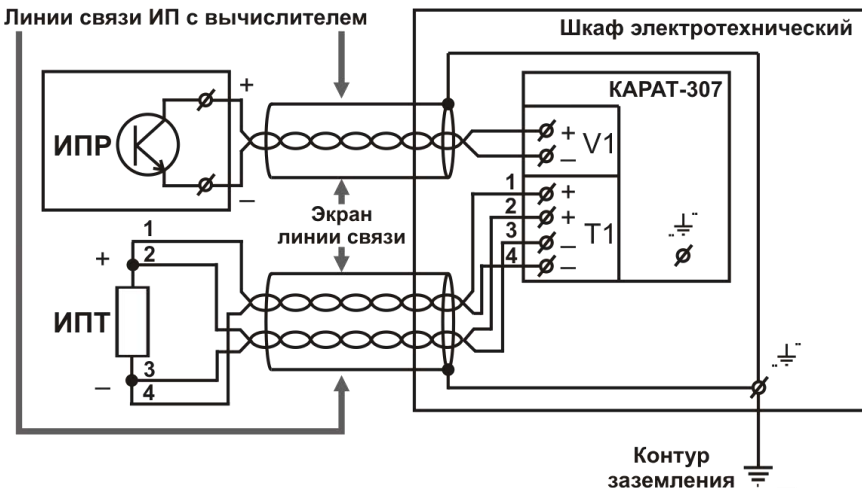 Линии связи ИП с вычислителем
Шкаф электротехнический
КАРАТ-307
ИПР
+
–
+
–
V1
Экран
линии связи
1
2
3
4
+
+
–
–
T1
ИПТ
+
–
1
2
3
4
Контур
заземления